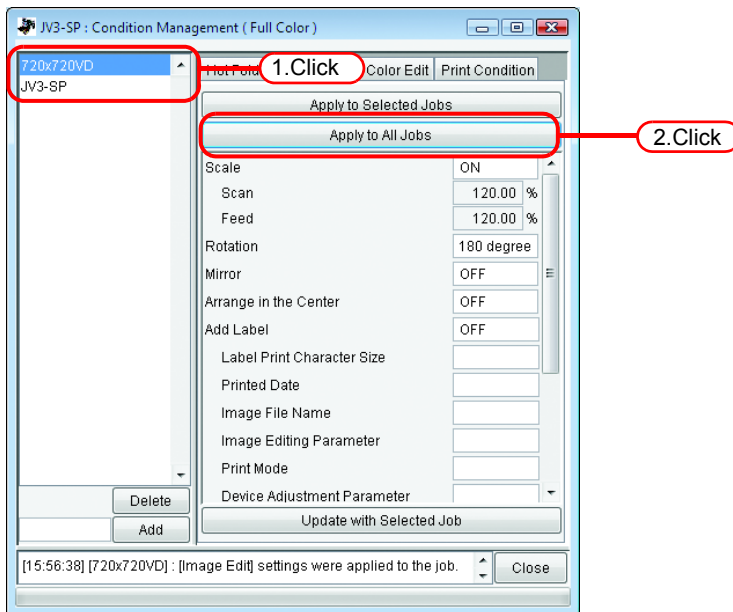 JV3-SP : Condition Management ( Full Color )
720x720VD
JV3-SP
1.Click
Color Edit
Print Condition
Apply to Selected Jobs
Apply to All Jobs
2.Click
Scale ON
Scan 120.00 %
Feed 120.00 %
Rotation 180 degree
Mirror OFF
Arrange in the Center OFF
Add Label OFF
Label Print Character Size
Printed Date
Image File Name
Image Editing Parameter
Print Mode
Device Adjustment Parameter
Delete
Add
Update with Selected Job
[15:56:38] [720x720VD] : [Image Edit] settings were applied to the job.
Close